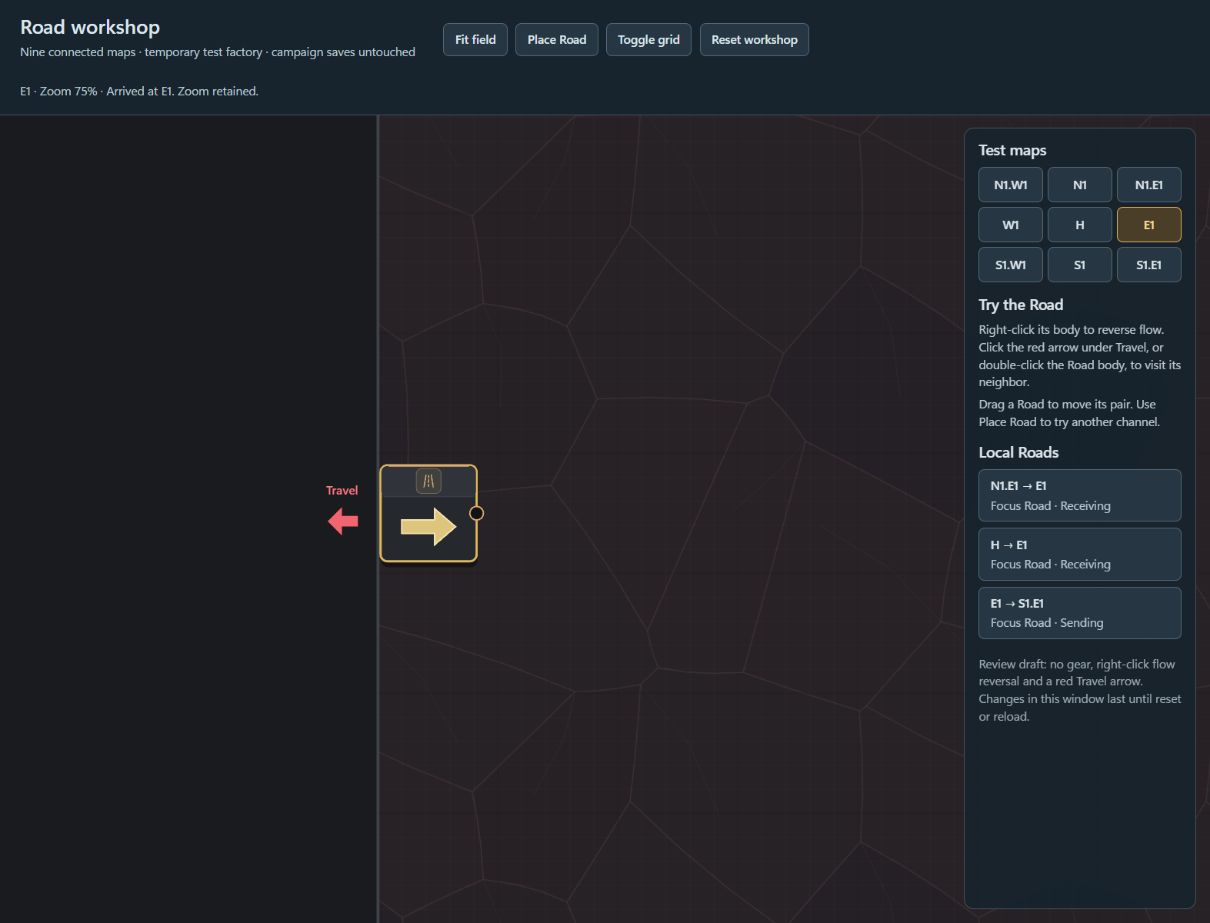 Road workshop
Nine connected maps · temporary test factory · campaign saves untouched
Fit field
Place Road
Toggle grid
Reset workshop
E1 · Zoom 75% · Arrived at E1. Zoom retained.
Travel
Test maps
N1.W1
N1
N1.E1
W1
H
E1
S1.W1
S1
S1.E1
Try the Road
Right-click its body to reverse flow.
Click the red arrow under Travel, or
double-click the Road body, to visit its
neighbor.
Drag a Road to move its pair. Use
Place Road to try another channel.
Local Roads
N1.E1 → E1
Focus Road · Receiving
H → E1
Focus Road · Receiving
E1 → S1.E1
Focus Road · Sending
Review draft: no gear, right-click flow
reversal and a red Travel arrow.
Changes in this window last until reset
or reload.